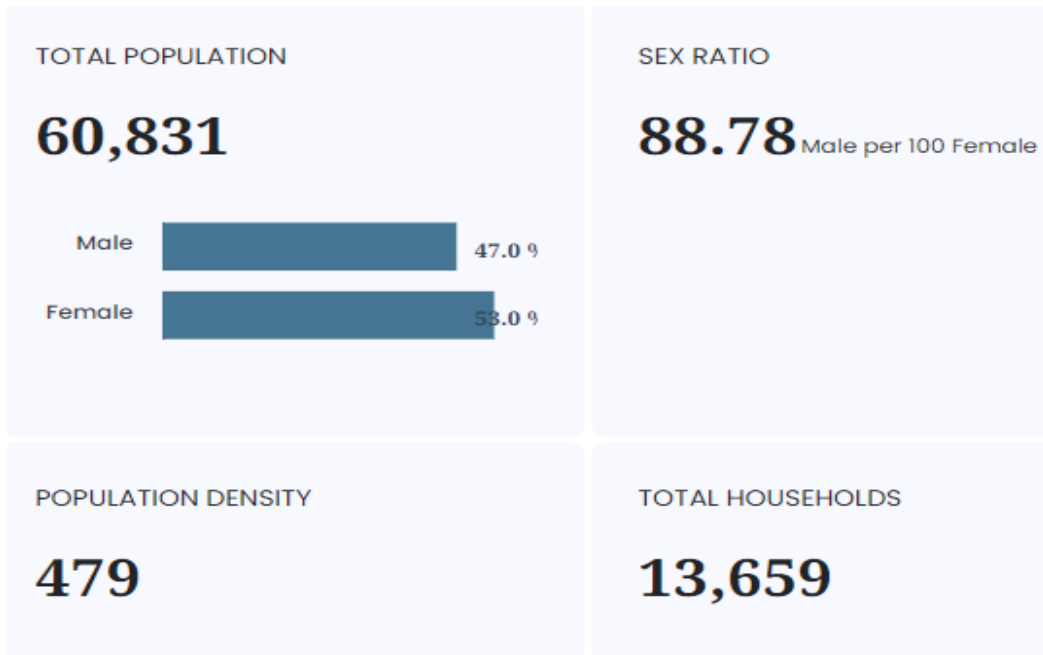 TOTAL POPULATION
60,831
Male 47.0 %
Female 53.0 %
SEX RATIO
88.78 Male per 100 Female
POPULATION DENSITY
479
TOTAL HOUSEHOLDS
13,659